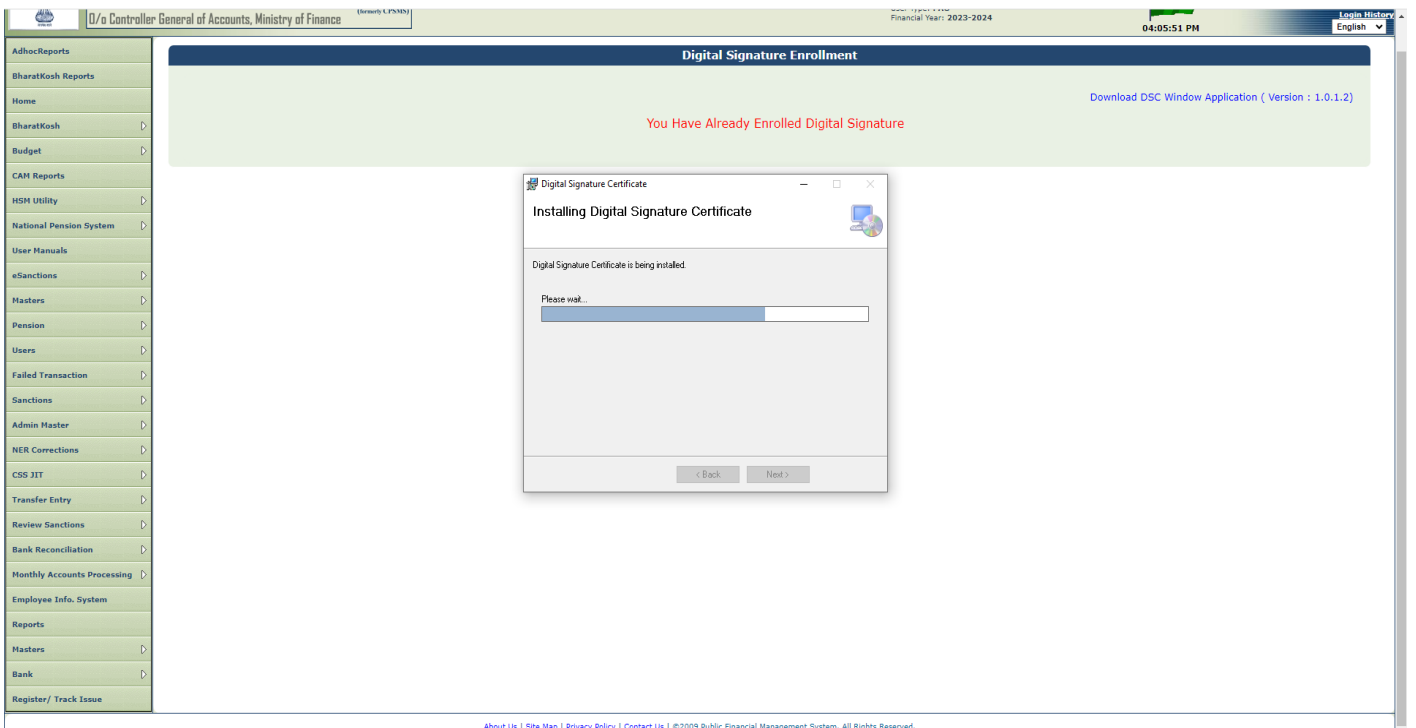 O/o Controller General of Accounts, Ministry of Finance
(formerly CPSMS)
Financial Year: 2023-2024
04:05:51 PM
Login History
English
AdhocReports
BharatKosh Reports
Home
BharatKosh
Budget
CAM Reports
HSM Utility
National Pension System
User Manuals
eSanctions
Masters
Pension
Users
Failed Transaction
Sanctions
Admin Master
NER Corrections
CSS JIT
Transfer Entry
Review Sanctions
Bank Reconciliation
Monthly Accounts Processing
Employee Info. System
Reports
Masters
Bank
Register/ Track Issue
Digital Signature Enrollment
Download DSC Window Application ( Version : 1.0.1.2)
You Have Already Enrolled Digital Signature
Digital Signature Certificate
Installing Digital Signature Certificate
Digital Signature Certificate is being installed.
Please wait...
< Back
Next >
About Us | Site Map | Privacy Policy | Contact Us | ©2009 Public Financial Management System. All Rights Reserved.